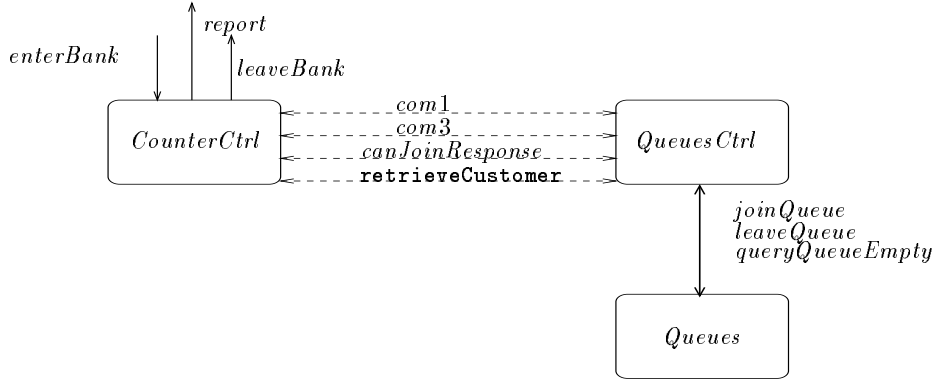 report
enterBank
leaveBank
com1
com3
CounterCtrl
QueuesCtrl
canJoinResponse
retrieveCustomer
joinQueue
leaveQueue
queryQueueEmpty
Queues